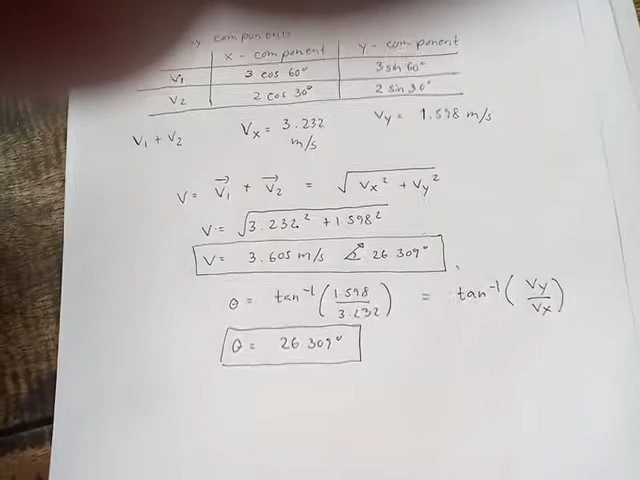 components
x - component y - component
V1 3 cos 60° 3 sin 60°
V2 2 cos 30° 2 sin 30°
V1 + V2 Vx = 3.232 m/s Vy = 1.598 m/s
V = V⃗1 + V⃗2 = √Vx² + Vy²
V = √3.232² + 1.598²
V = 3.605 m/s ∡ 26.309°
θ = tan⁻¹(1.598/3.232) = tan⁻¹(Vy/Vx)
θ = 26.309°